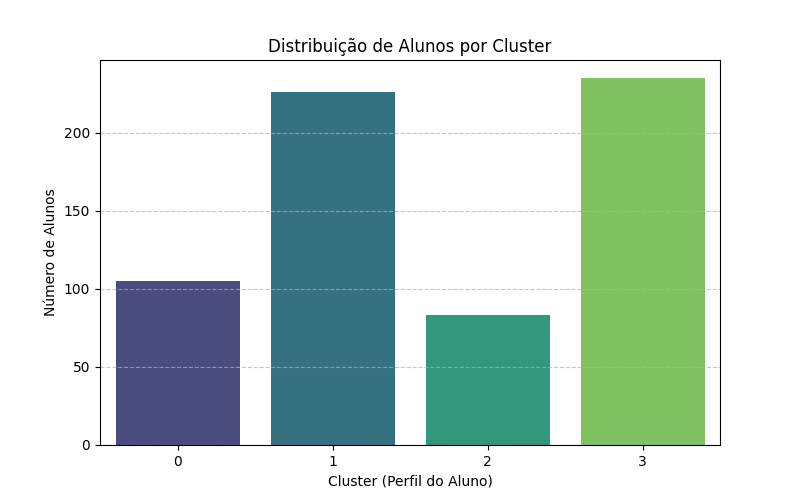 Distribuição de Alunos por Cluster
Número de Alunos
200
150
100
50
0
0 1 2 3
Cluster (Perfil do Aluno)